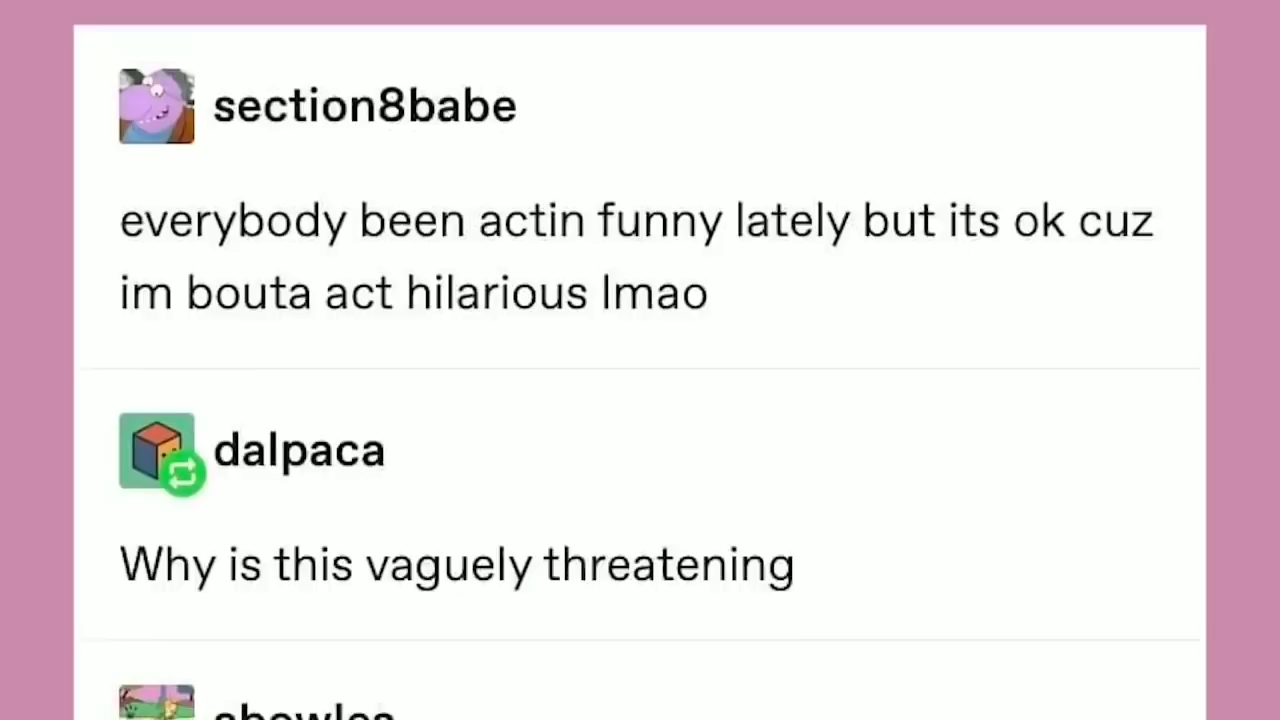 section8babe
everybody been actin funny lately but its ok cuz
im bouta act hilarious lmao
dalpaca
Why is this vaguely threatening